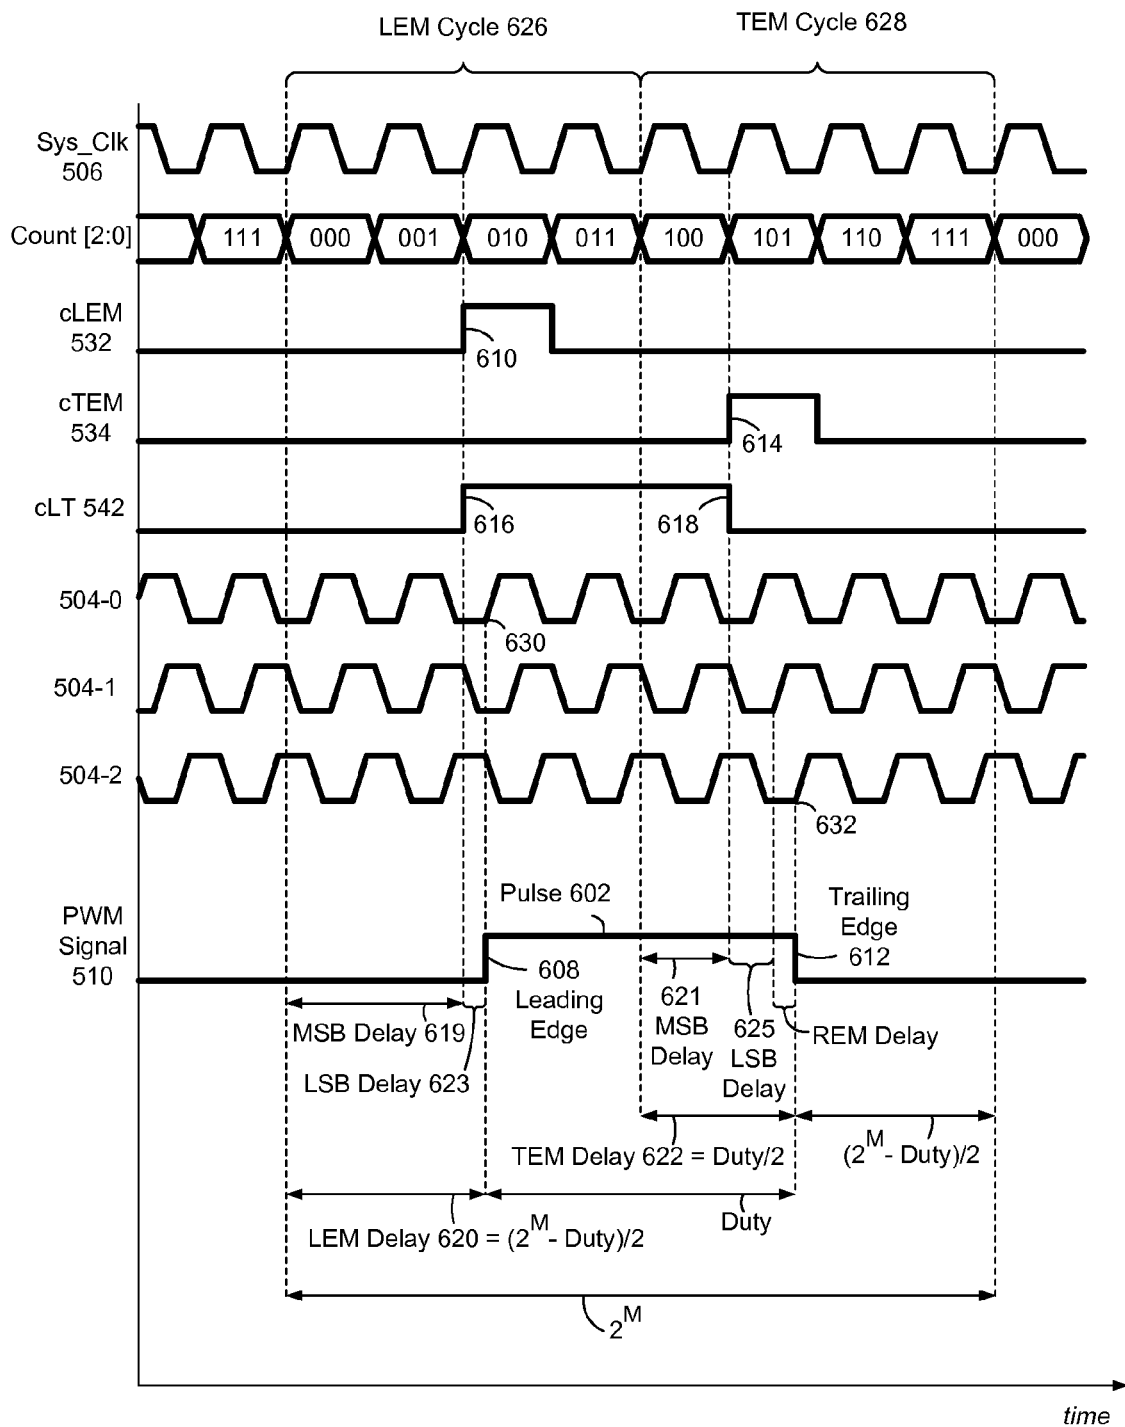 LEM Cycle 626
TEM Cycle 628
Sys_Clk
506
Count [2:0]
111
000
001
010
011
100
101
110
111
000
cLEM
532
610
cTEM
534
614
cLT 542
616
618
504-0
630
504-1
504-2
632
Pulse 602
Trailing
Edge
612
PWM
Signal
510
608
Leading
Edge
621
MSB
Delay
625
LSB
Delay
REM Delay
MSB Delay 619
LSB Delay 623
TEM Delay 622 = Duty/2
(2^M - Duty)/2
Duty
LEM Delay 620 = (2^M - Duty)/2
2^M
time